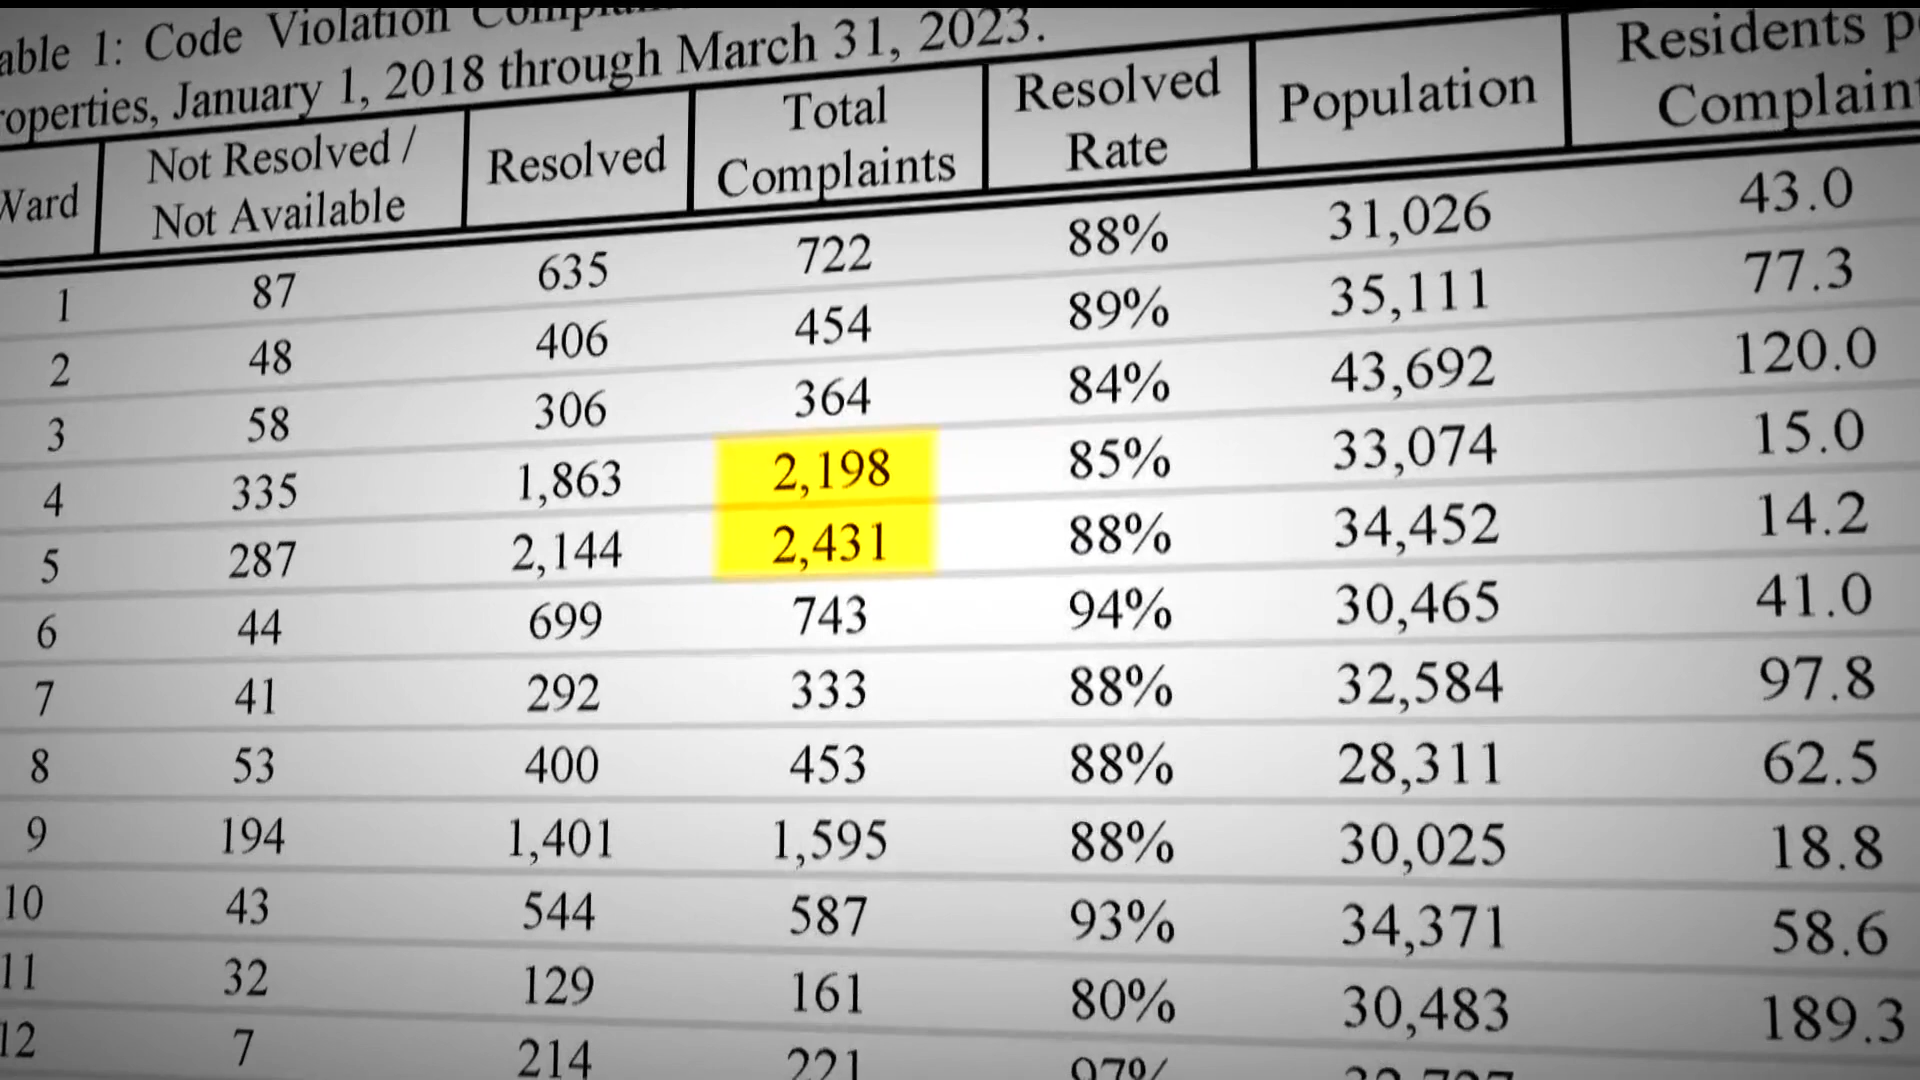 able 1: Code Violation
operties, January 1, 2018 through March 31, 2023.
Ward Not Resolved / Not Available Resolved Total Complaints Resolved Rate Population Residents Complaint
1 87 635 722 88% 31,026 43.0
2 48 406 454 89% 35,111 77.3
3 58 306 364 84% 43,692 120.0
4 335 1,863 2,198 85% 33,074 15.0
5 287 2,144 2,431 88% 34,452 14.2
6 44 699 743 94% 30,465 41.0
7 41 292 333 88% 32,584 97.8
8 53 400 453 88% 28,311 62.5
9 194 1,401 1,595 88% 30,025 18.8
10 43 544 587 93% 34,371 58.6
11 32 129 161 80% 30,483 189.3
12 7 214 221 97%